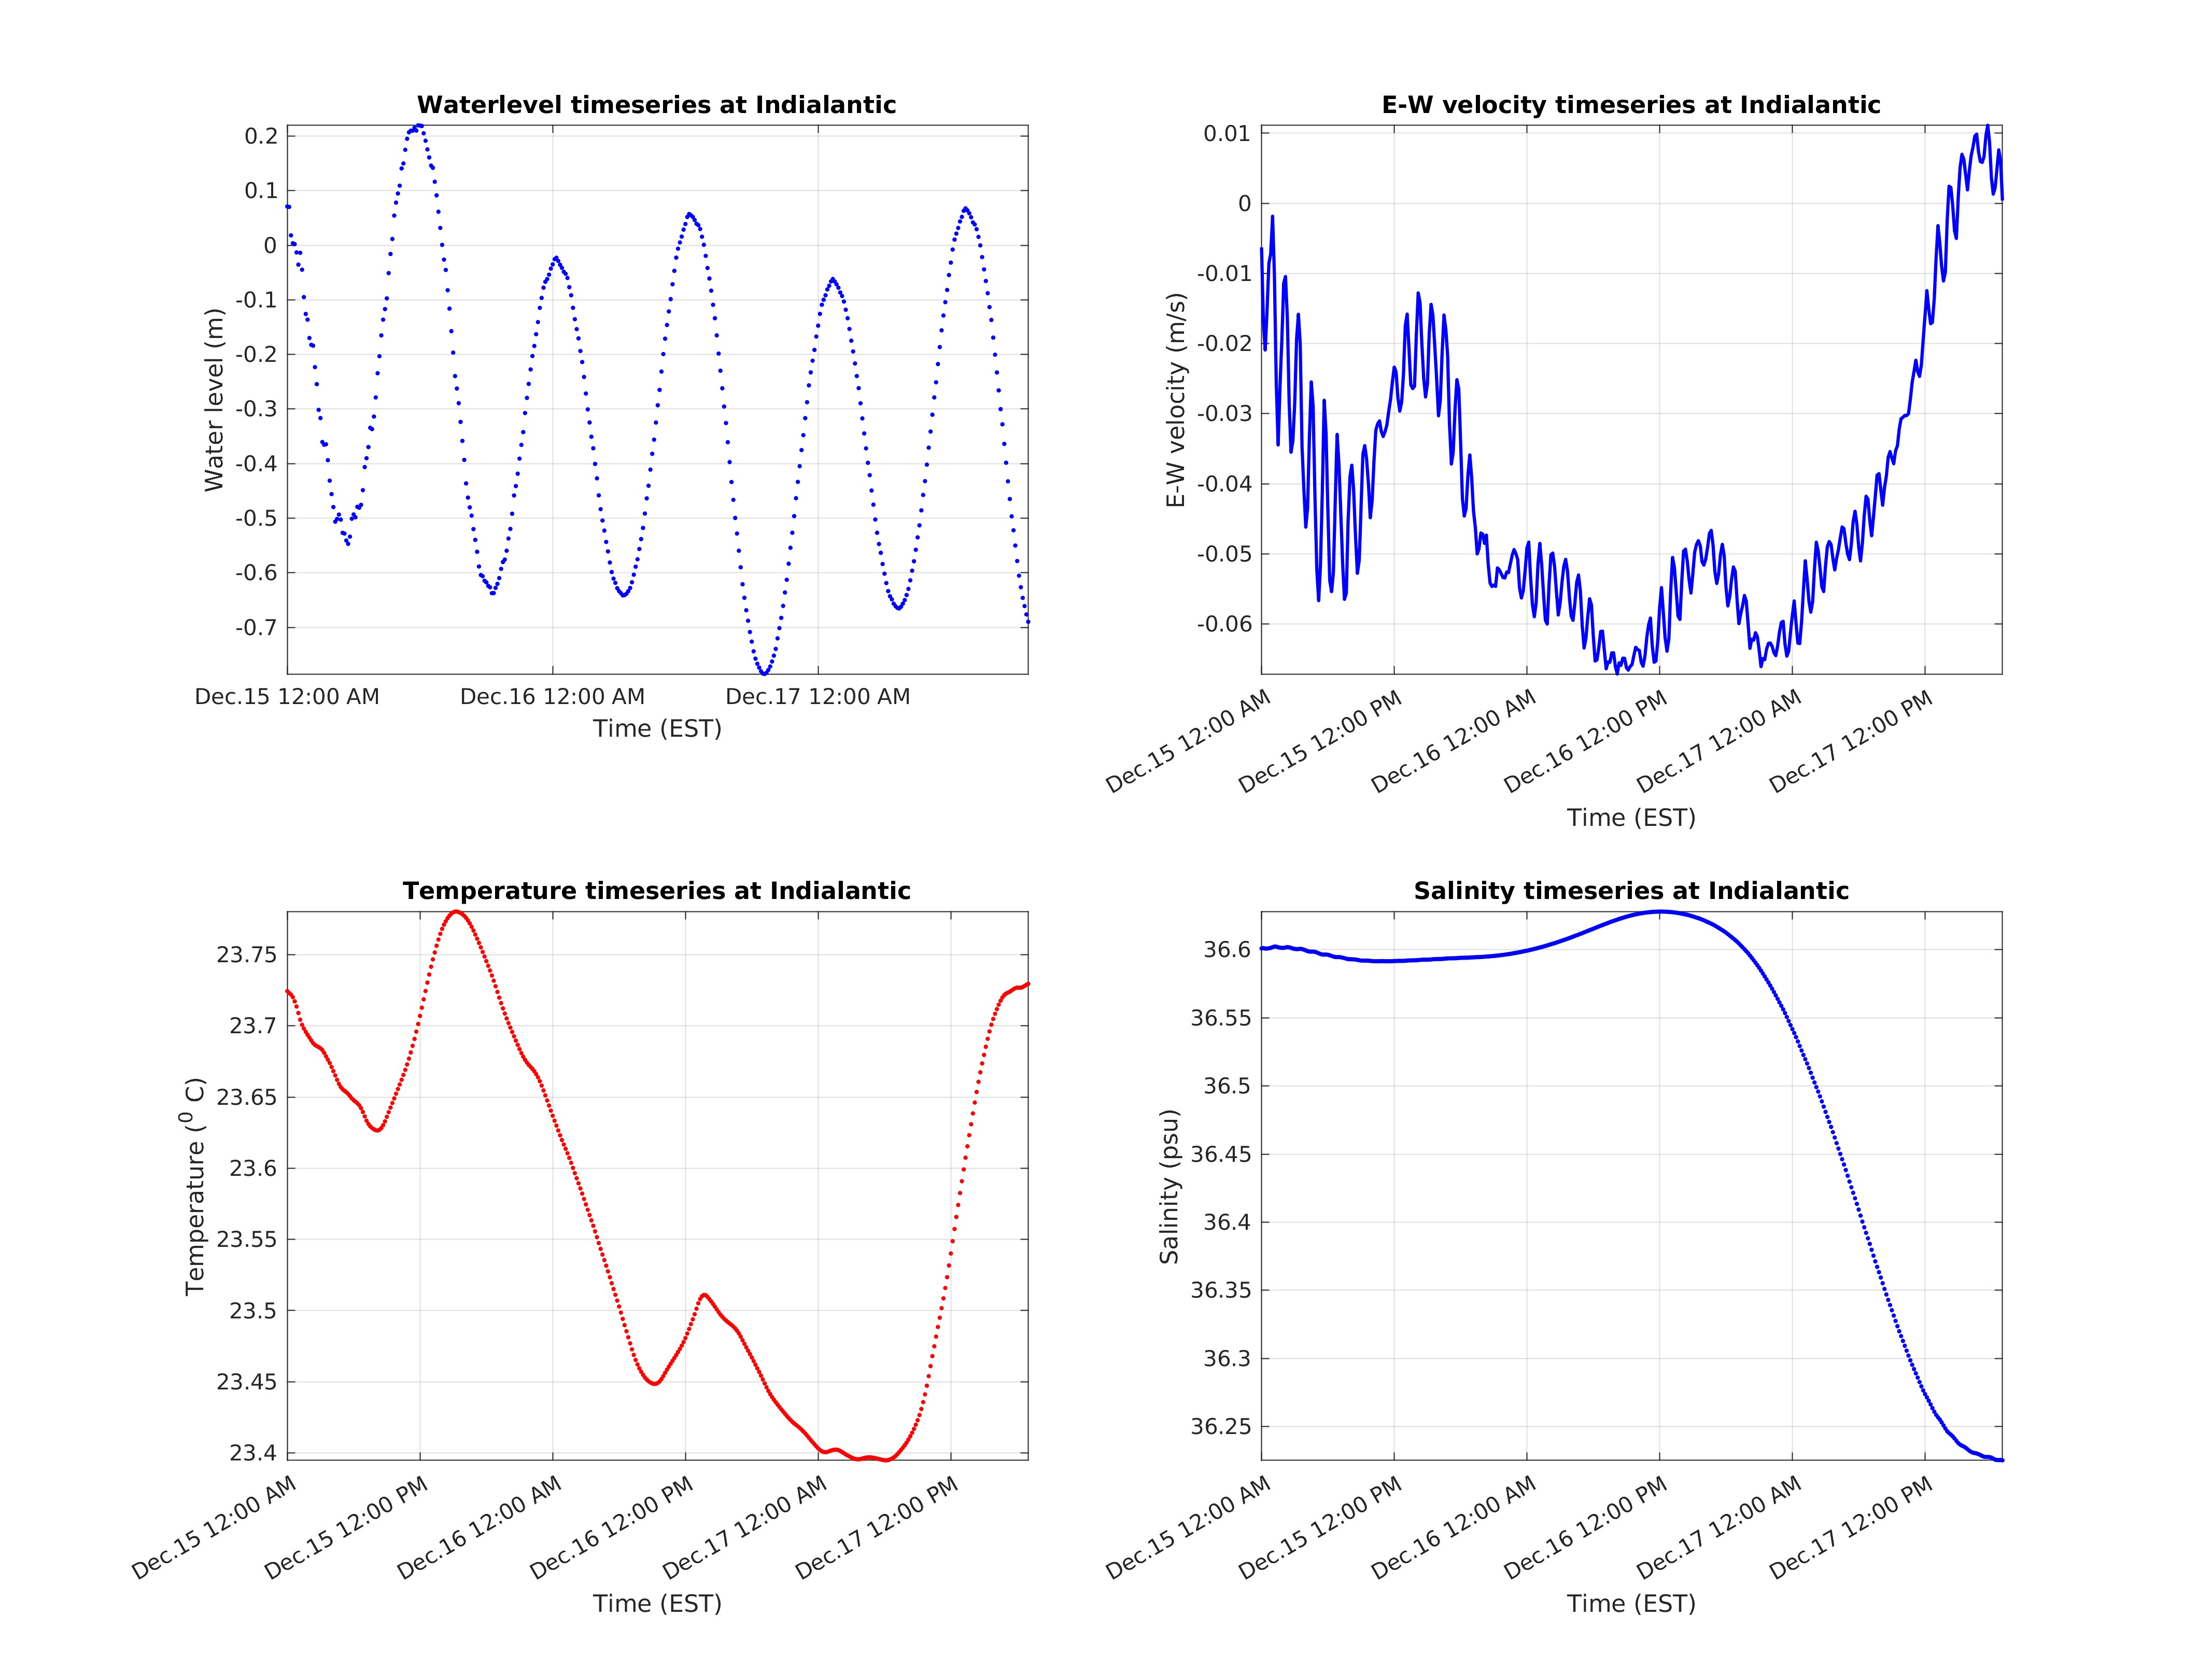 Waterlevel timeseries at Indialantic
0.2
0.1
0
-0.1
-0.2
-0.3
-0.4
-0.5
-0.6
-0.7
Water level (m)
Dec.15 12:00 AM
Dec.16 12:00 AM
Dec.17 12:00 AM
Time (EST)
E-W velocity timeseries at Indialantic
0.01
0
-0.01
-0.02
-0.03
-0.04
-0.05
-0.06
E-W velocity (m/s)
Dec.15 12:00 AM
Dec.15 12:00 PM
Dec.16 12:00 AM
Dec.16 12:00 PM
Dec.17 12:00 AM
Dec.17 12:00 PM
Time (EST)
Temperature timeseries at Indialantic
23.75
23.7
23.65
23.6
23.55
23.5
23.45
23.4
Temperature (⁰ C)
Dec.15 12:00 AM
Dec.15 12:00 PM
Dec.16 12:00 AM
Dec.16 12:00 PM
Dec.17 12:00 AM
Dec.17 12:00 PM
Time (EST)
Salinity timeseries at Indialantic
36.6
36.55
36.5
36.45
36.4
36.35
36.3
36.25
Salinity (psu)
Dec.15 12:00 AM
Dec.15 12:00 PM
Dec.16 12:00 AM
Dec.16 12:00 PM
Dec.17 12:00 AM
Dec.17 12:00 PM
Time (EST)